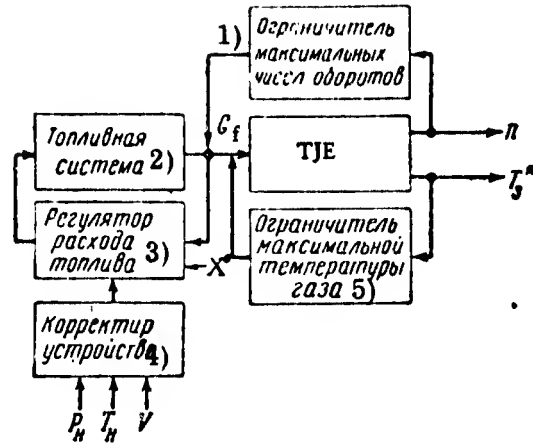 1) Ограничитель
максимальных
чисел оборотов
Топливная
система 2)
G_f
TJE
n
T_3^*
Регулятор
расхода
топлива 3)
X
Ограничитель
максимальной
температуры
газа 5)
Корректир
устройства 4)
P_н T_н V